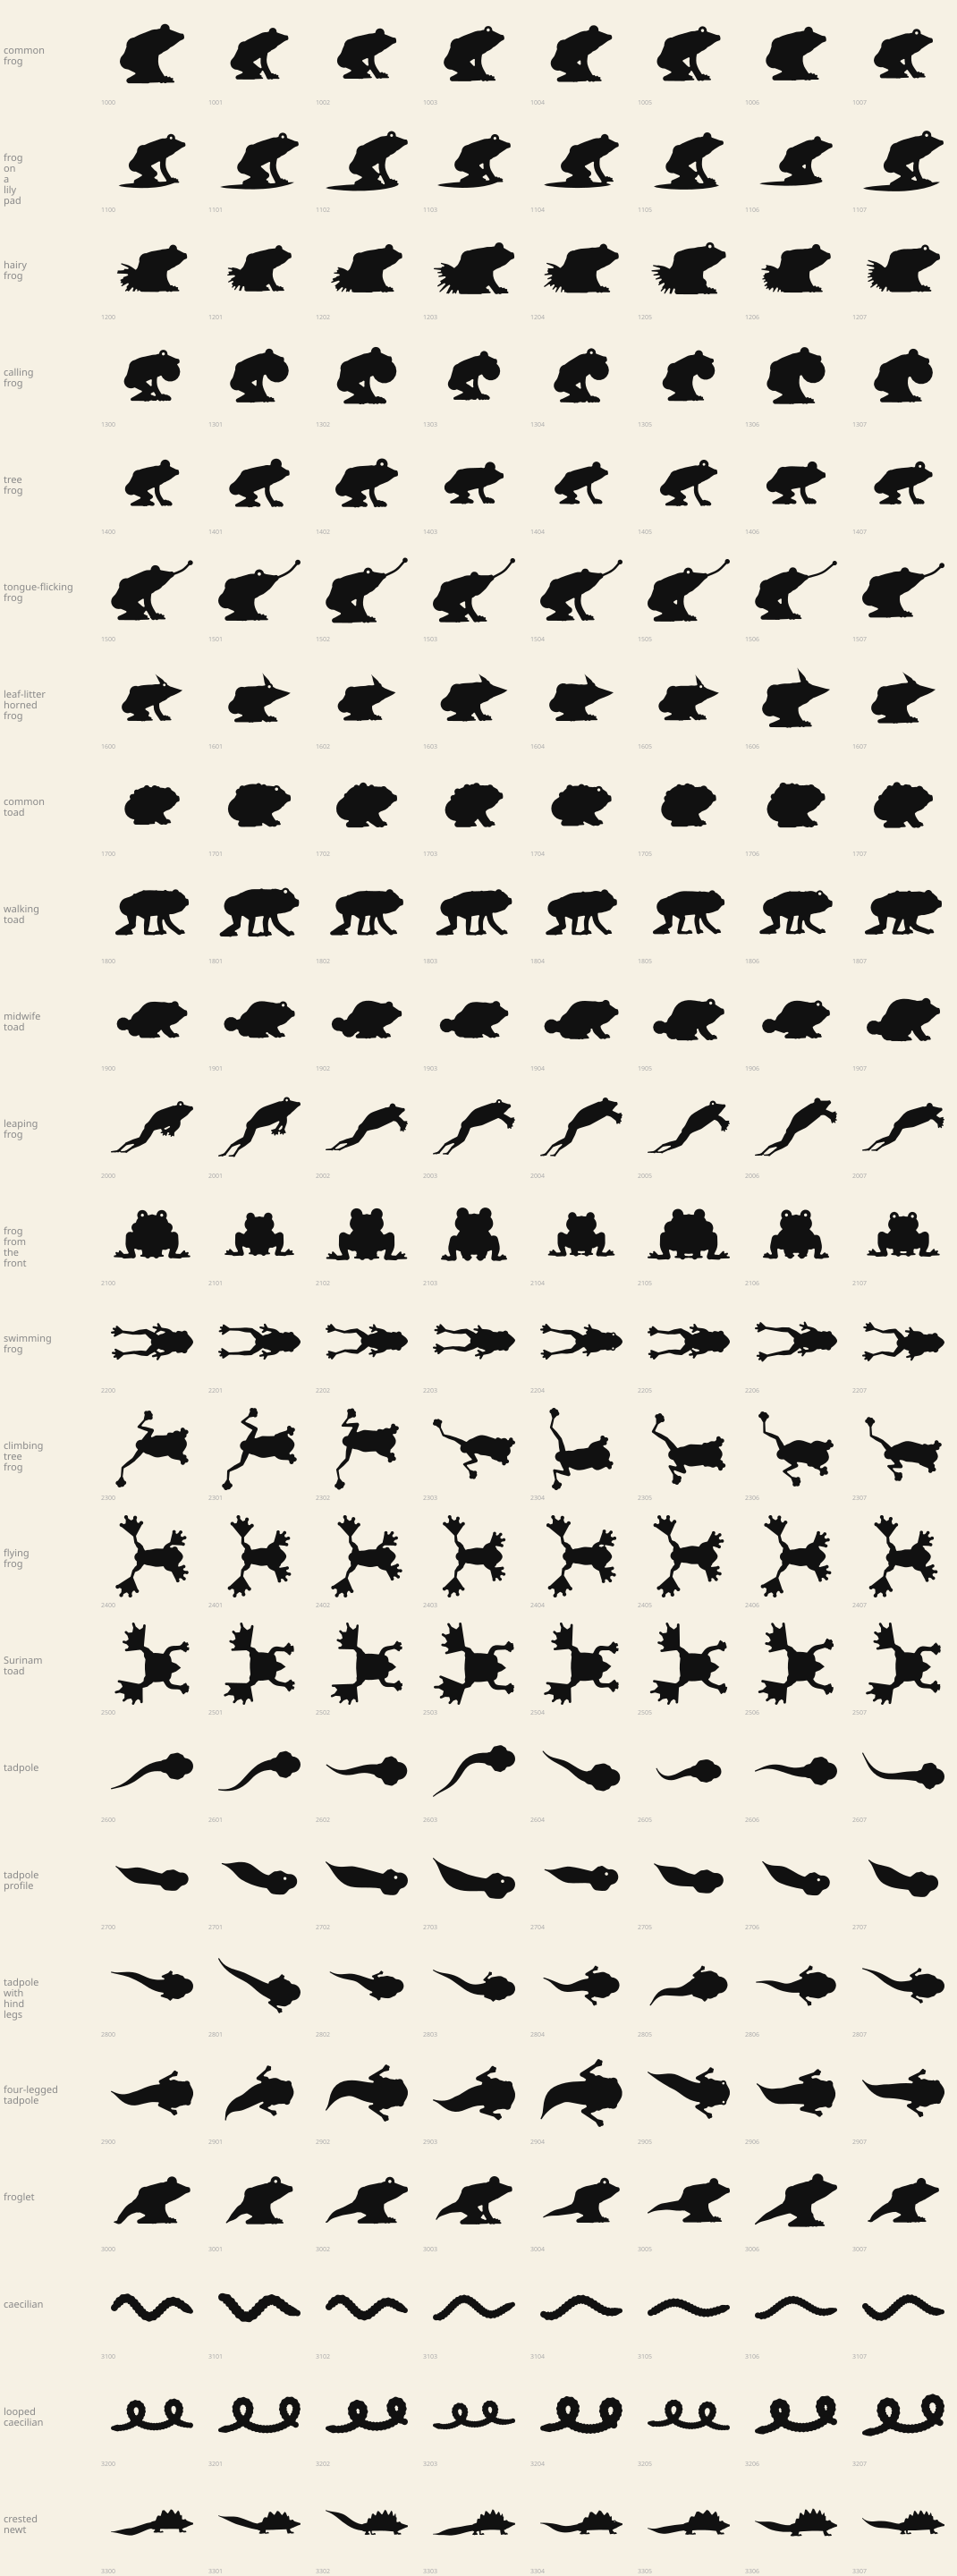 common
frog
1000 1001 1002 1003 1004 1005 1006 1007
frog
on
a
lily
pad
1100 1101 1102 1103 1104 1105 1106 1107
hairy
frog
1200 1201 1202 1203 1204 1205 1206 1207
calling
frog
1300 1301 1302 1303 1304 1305 1306 1307
tree
frog
1400 1401 1402 1403 1404 1405 1406 1407
tongue-flicking
frog
1500 1501 1502 1503 1504 1505 1506 1507
leaf-litter
horned
frog
1600 1601 1602 1603 1604 1605 1606 1607
common
toad
1700 1701 1702 1703 1704 1705 1706 1707
walking
toad
1800 1801 1802 1803 1804 1805 1806 1807
midwife
toad
1900 1901 1902 1903 1904 1905 1906 1907
leaping
frog
2000 2001 2002 2003 2004 2005 2006 2007
frog
from
the
front
2100 2101 2102 2103 2104 2105 2106 2107
swimming
frog
2200 2201 2202 2203 2204 2205 2206 2207
climbing
tree
frog
2300 2301 2302 2303 2304 2305 2306 2307
flying
frog
2400 2401 2402 2403 2404 2405 2406 2407
Surinam
toad
2500 2501 2502 2503 2504 2505 2506 2507
tadpole
2600 2601 2602 2603 2604 2605 2606 2607
tadpole
profile
2700 2701 2702 2703 2704 2705 2706 2707
tadpole
with
hind
legs
2800 2801 2802 2803 2804 2805 2806 2807
four-legged
tadpole
2900 2901 2902 2903 2904 2905 2906 2907
froglet
3000 3001 3002 3003 3004 3005 3006 3007
caecilian
3100 3101 3102 3103 3104 3105 3106 3107
looped
caecilian
3200 3201 3202 3203 3204 3205 3206 3207
crested
newt
3300 3301 3302 3303 3304 3305 3306 3307